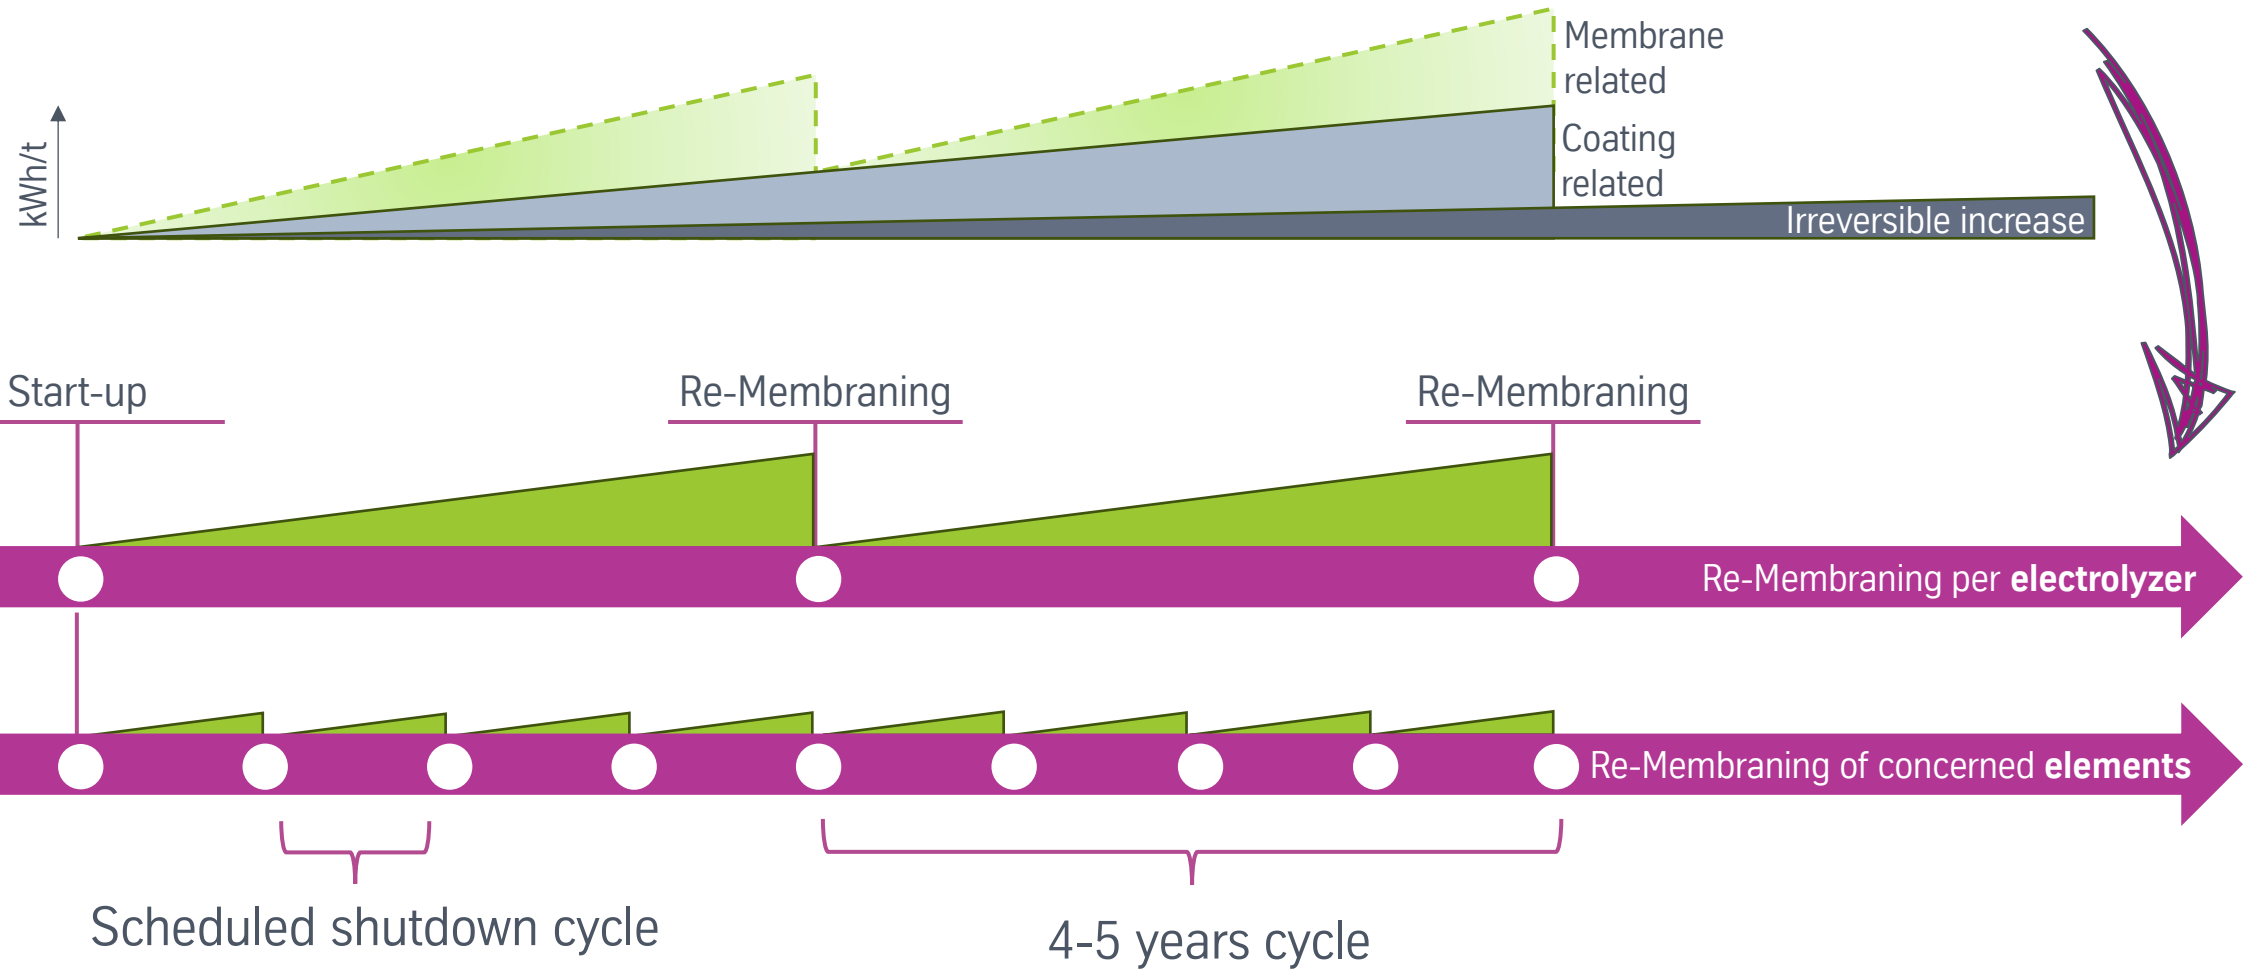 Membrane
related
kWh/t
Coating
related
Irreversible increase
Start-up
Re-Membraning
Re-Membraning
Re-Membraning per electrolyzer
Re-Membraning of concerned elements
Scheduled shutdown cycle
4-5 years cycle